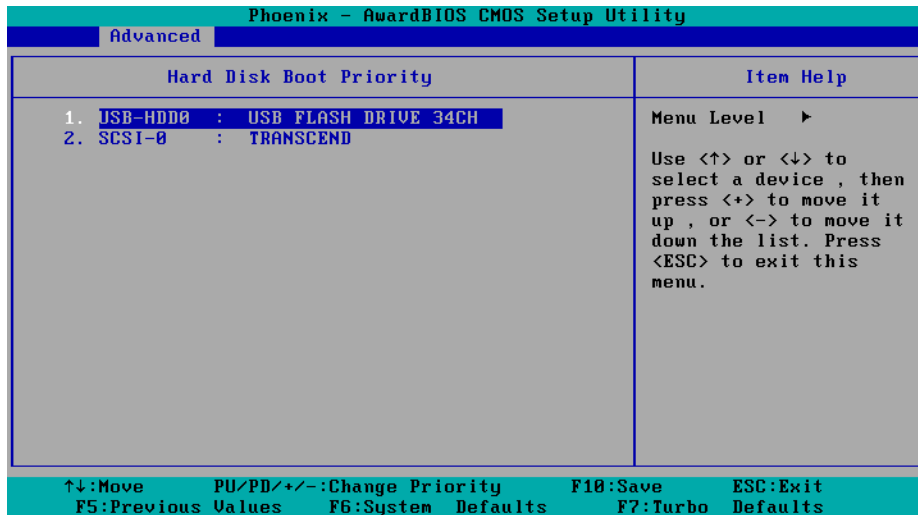 Phoenix - AwardBIOS CMOS Setup Utility
Advanced
Hard Disk Boot Priority
1. USB-HDD0 : USB FLASH DRIVE 34CH
2. SCSI-0 : TRANSCEND
Item Help
Menu Level ▶
Use <↑> or <↓> to
select a device , then
press <+> to move it
up , or <-> to move it
down the list. Press
<ESC> to exit this
menu.
↑↓:Move PU/PD/+/-:Change Priority F10:Save ESC:Exit
F5:Previous Values F6:System Defaults F7:Turbo Defaults